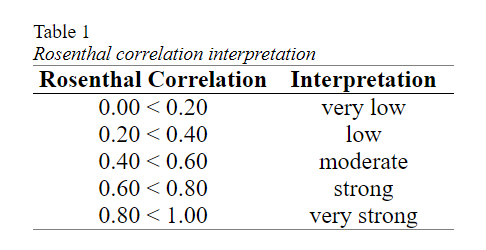 Table 1
Rosenthal correlation interpretation
Rosenthal Correlation Interpretation
0.00 < 0.20 very low
0.20 < 0.40 low
0.40 < 0.60 moderate
0.60 < 0.80 strong
0.80 < 1.00 very strong